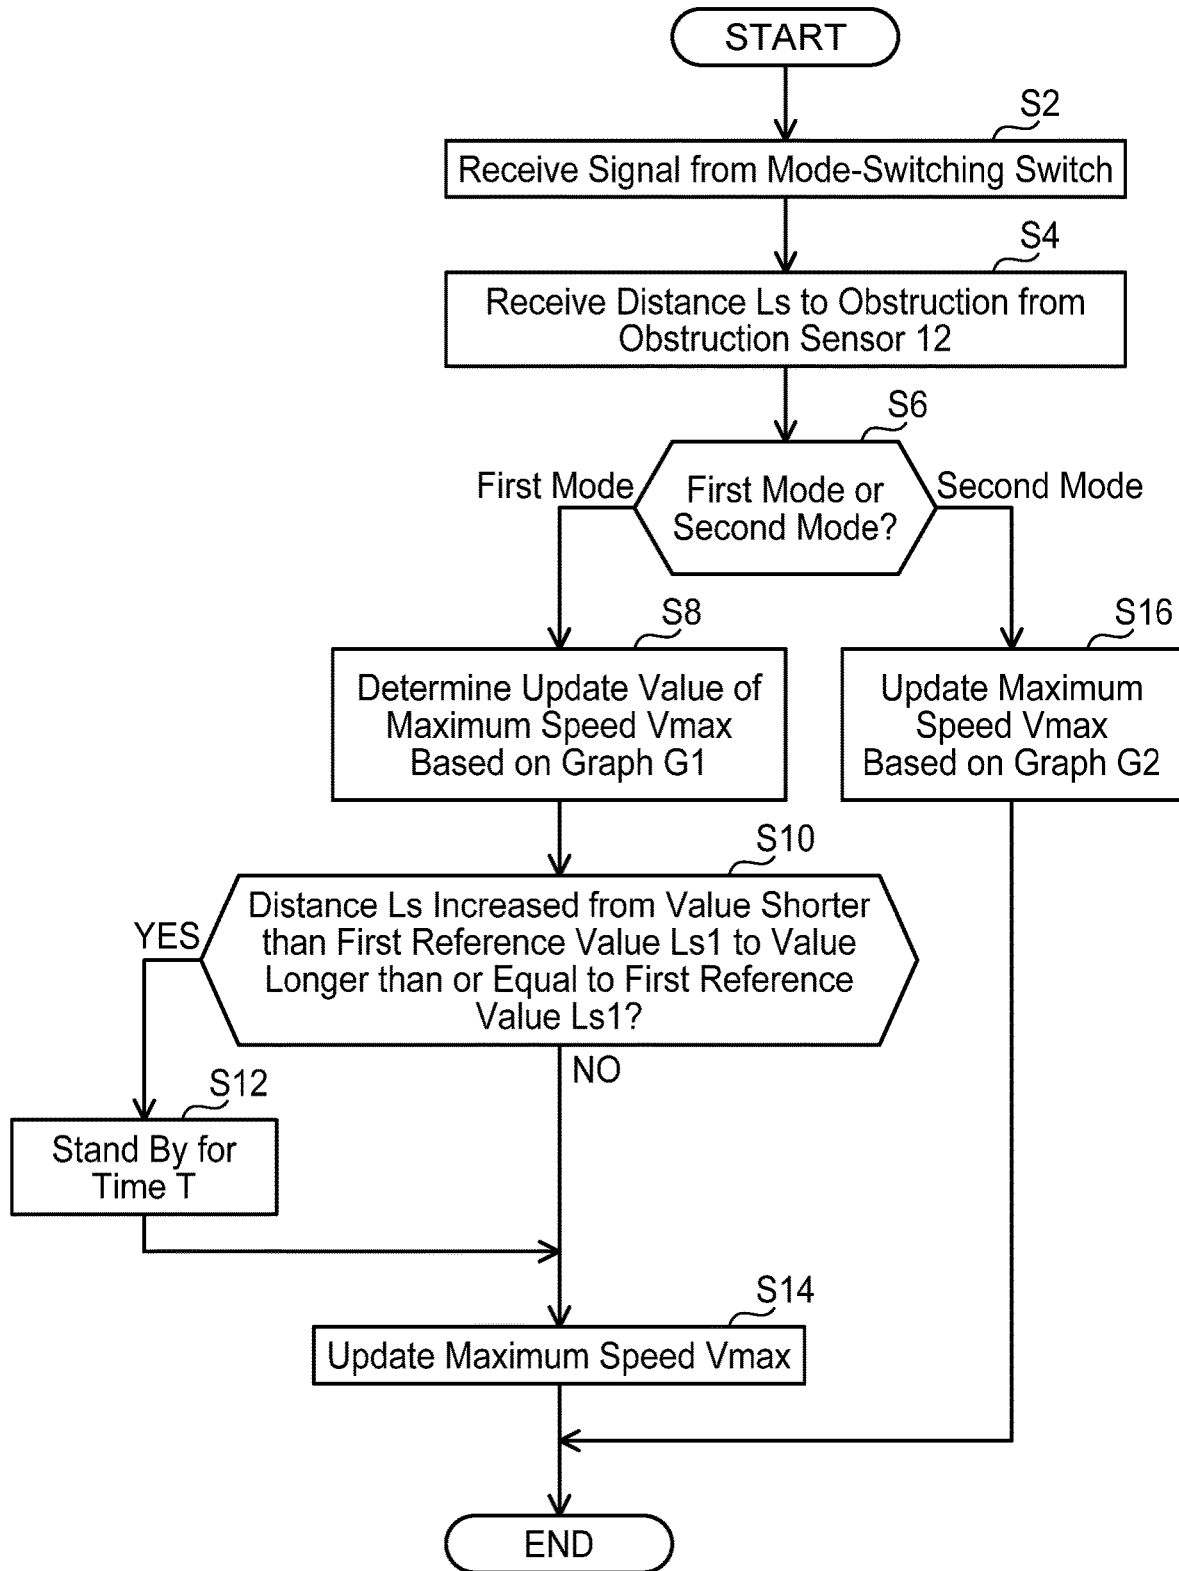 START
S2
Receive Signal from Mode-Switching Switch
S4
Receive Distance Ls to Obstruction from
Obstruction Sensor 12
S6
First Mode or
Second Mode?
First Mode
Second Mode
S8
Determine Update Value of
Maximum Speed Vmax
Based on Graph G1
S16
Update Maximum
Speed Vmax
Based on Graph G2
S10
Distance Ls Increased from Value Shorter
than First Reference Value Ls1 to Value
Longer than or Equal to First Reference
Value Ls1?
YES
NO
S12
Stand By for
Time T
S14
Update Maximum Speed Vmax
END